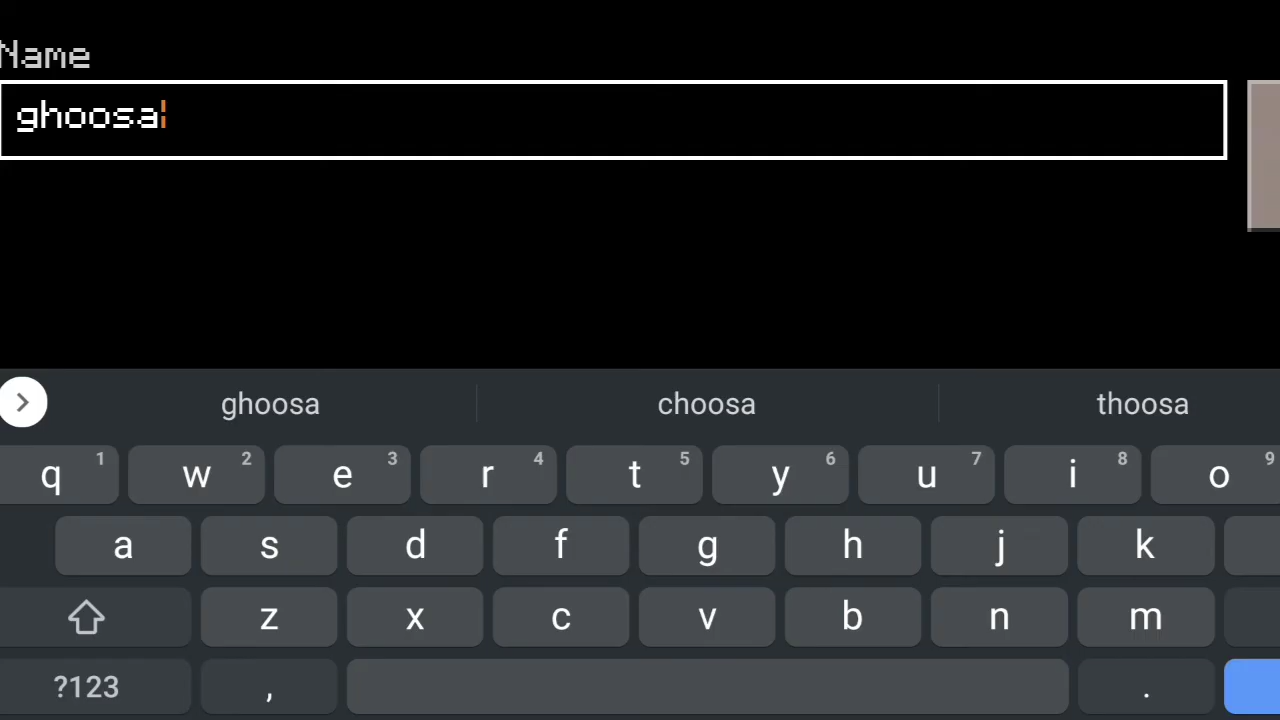 Name
ghoosa
ghoosa choosa thoosa
q 1 w 2 e 3 r 4 t 5 y 6 u 7 i 8 o 9
a s d f g h j k
z x c v b n m
?123 , .